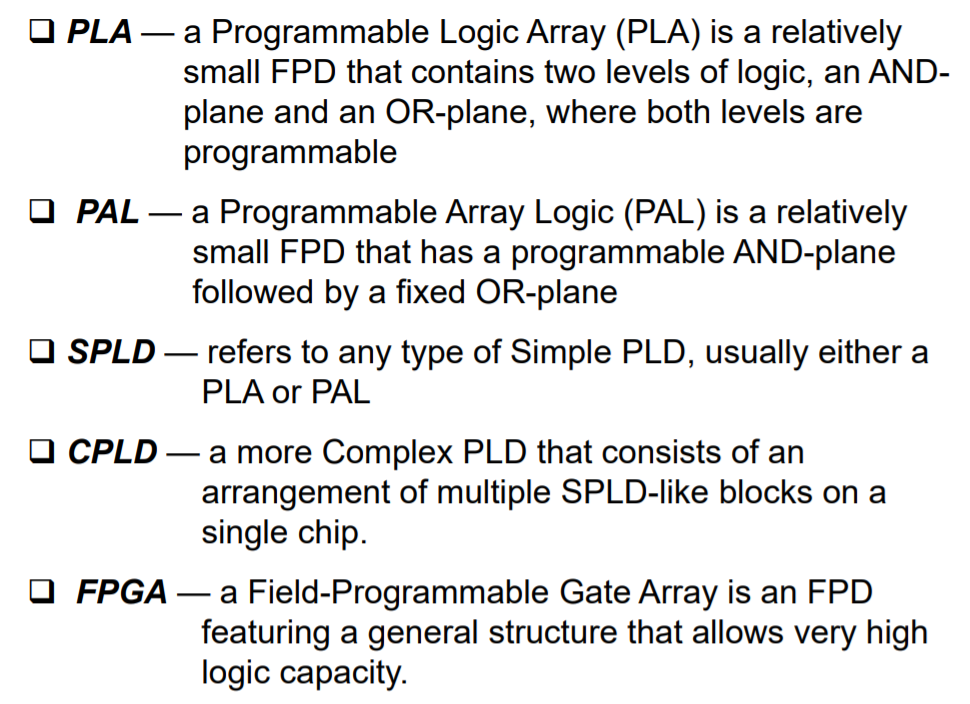 ❑ PLA — a Programmable Logic Array (PLA) is a relatively
small FPD that contains two levels of logic, an AND-
plane and an OR-plane, where both levels are
programmable
❑ PAL — a Programmable Array Logic (PAL) is a relatively
small FPD that has a programmable AND-plane
followed by a fixed OR-plane
❑ SPLD — refers to any type of Simple PLD, usually either a
PLA or PAL
❑ CPLD — a more Complex PLD that consists of an
arrangement of multiple SPLD-like blocks on a
single chip.
❑ FPGA — a Field-Programmable Gate Array is an FPD
featuring a general structure that allows very high
logic capacity.